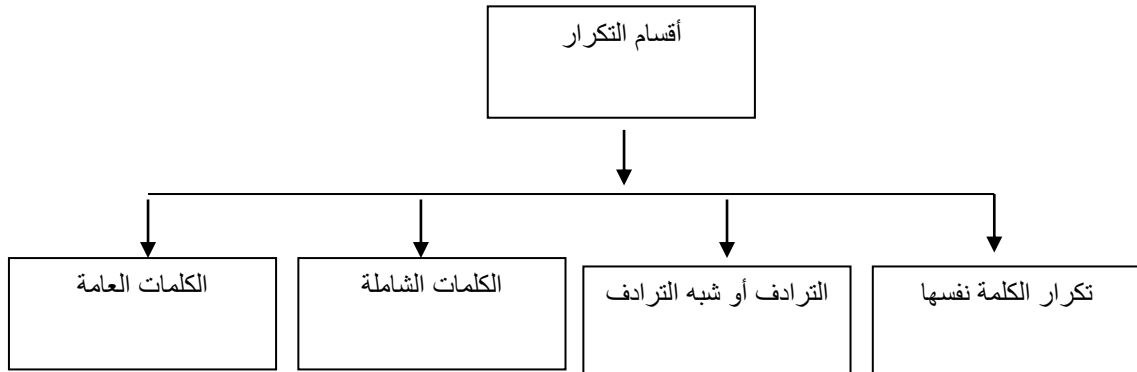 أقسام التكرار
تكرار الكلمة نفسها
الترادف أو شبه الترادف
الكلمات الشاملة
الكلمات العامة